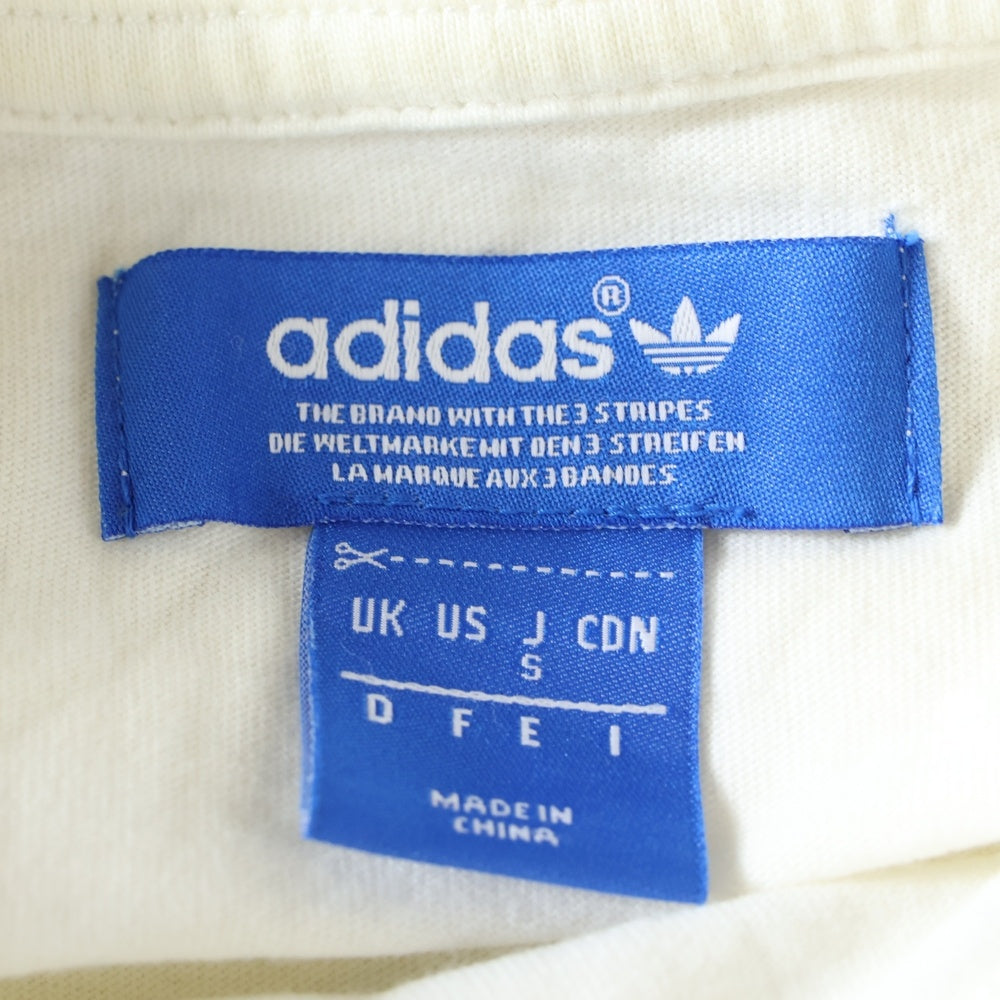 adidas®
THE BRAND WITH THE 3 STRIPES
DIE WELTMARKE MIT DEN 3 STREIFEN
LA MARQUE AUX 3 BANDES
UK US J CDN
S
D F E I
MADE IN
CHINA